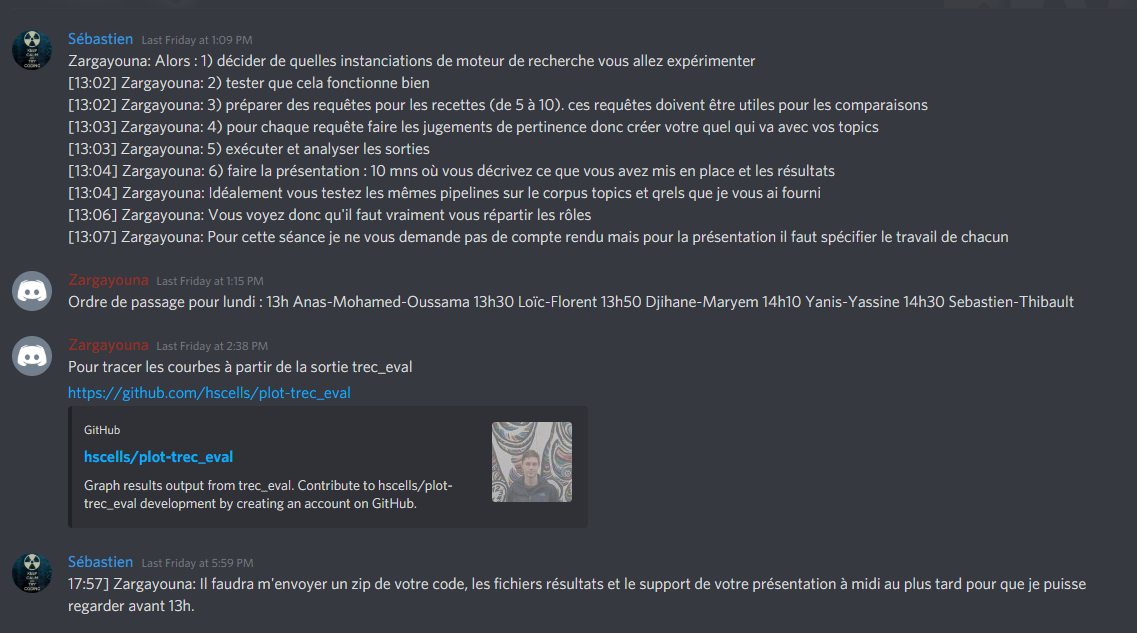 Sébastien Last Friday at 1:09 PM
Zargayouna: Alors : 1) décider de quelles instanciations de moteur de recherche vous allez expérimenter
[13:02] Zargayouna: 2) tester que cela fonctionne bien
[13:02] Zargayouna: 3) préparer des requêtes pour les recettes (de 5 à 10). ces requêtes doivent être utiles pour les comparaisons
[13:03] Zargayouna: 4) pour chaque requête faire les jugements de pertinence donc créer votre quel qui va avec vos topics
[13:03] Zargayouna: 5) exécuter et analyser les sorties
[13:04] Zargayouna: 6) faire la présentation : 10 mns où vous décrivez ce que vous avez mis en place et les résultats
[13:04] Zargayouna: Idéalement vous testez les mêmes pipelines sur le corpus topics et qrels que je vous ai fourni
[13:06] Zargayouna: Vous voyez donc qu'il faut vraiment vous répartir les rôles
[13:07] Zargayouna: Pour cette séance je ne vous demande pas de compte rendu mais pour la présentation il faut spécifier le travail de chacun
Zargayouna Last Friday at 1:15 PM
Ordre de passage pour lundi : 13h Anas-Mohamed-Oussama 13h30 Loïc-Florent 13h50 Djihane-Maryem 14h10 Yanis-Yassine 14h30 Sebastien-Thibault
Zargayouna Last Friday at 2:38 PM
Pour tracer les courbes à partir de la sortie trec_eval
https://github.com/hscells/plot-trec_eval
GitHub
hscells/plot-trec_eval
Graph results output from trec_eval. Contribute to hscells/plot-
trec_eval development by creating an account on GitHub.
Sébastien Last Friday at 5:59 PM
17:57] Zargayouna: Il faudra m'envoyer un zip de votre code, les fichiers résultats et le support de votre présentation à midi au plus tard pour que je puisse
regarder avant 13h.